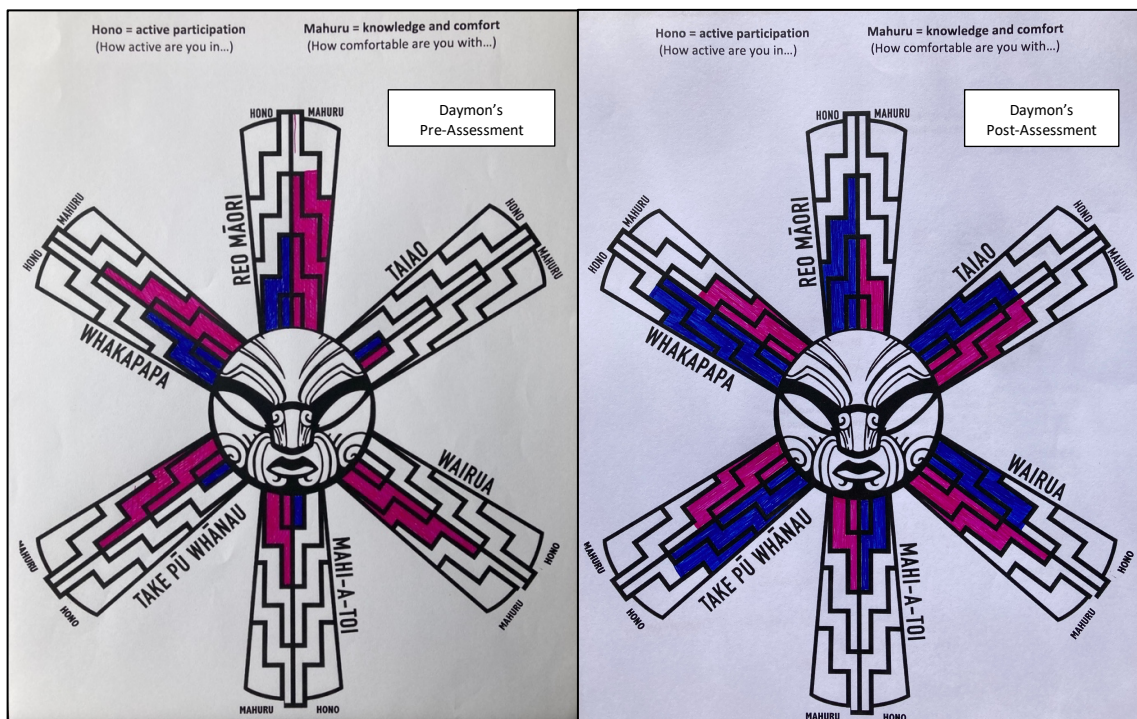 Hono = active participation
(How active are you in…)
Mahuru = knowledge and comfort
(How comfortable are you with…)
Daymon's
Pre-Assessment
HONO
MAHURU
REO MĀORI
HONO
MAHURU
TAIAO
MAHURU
HONO
WHAKAPAPA
WAIRUA
HONO
MAHURU
MAHURU
HONO
TAKE PŪ WHĀNAU
MAHI-A-TOI
MAHURU
HONO
Hono = active participation
(How active are you in…)
Mahuru = knowledge and comfort
(How comfortable are you with…)
Daymon's
Post-Assessment
HONO
MAHURU
REO MĀORI
HONO
MAHURU
TAIAO
MAHURU
HONO
WHAKAPAPA
WAIRUA
HONO
MAHURU
MAHURU
HONO
TAKE PŪ WHĀNAU
MAHI-A-TOI
MAHURU
HONO